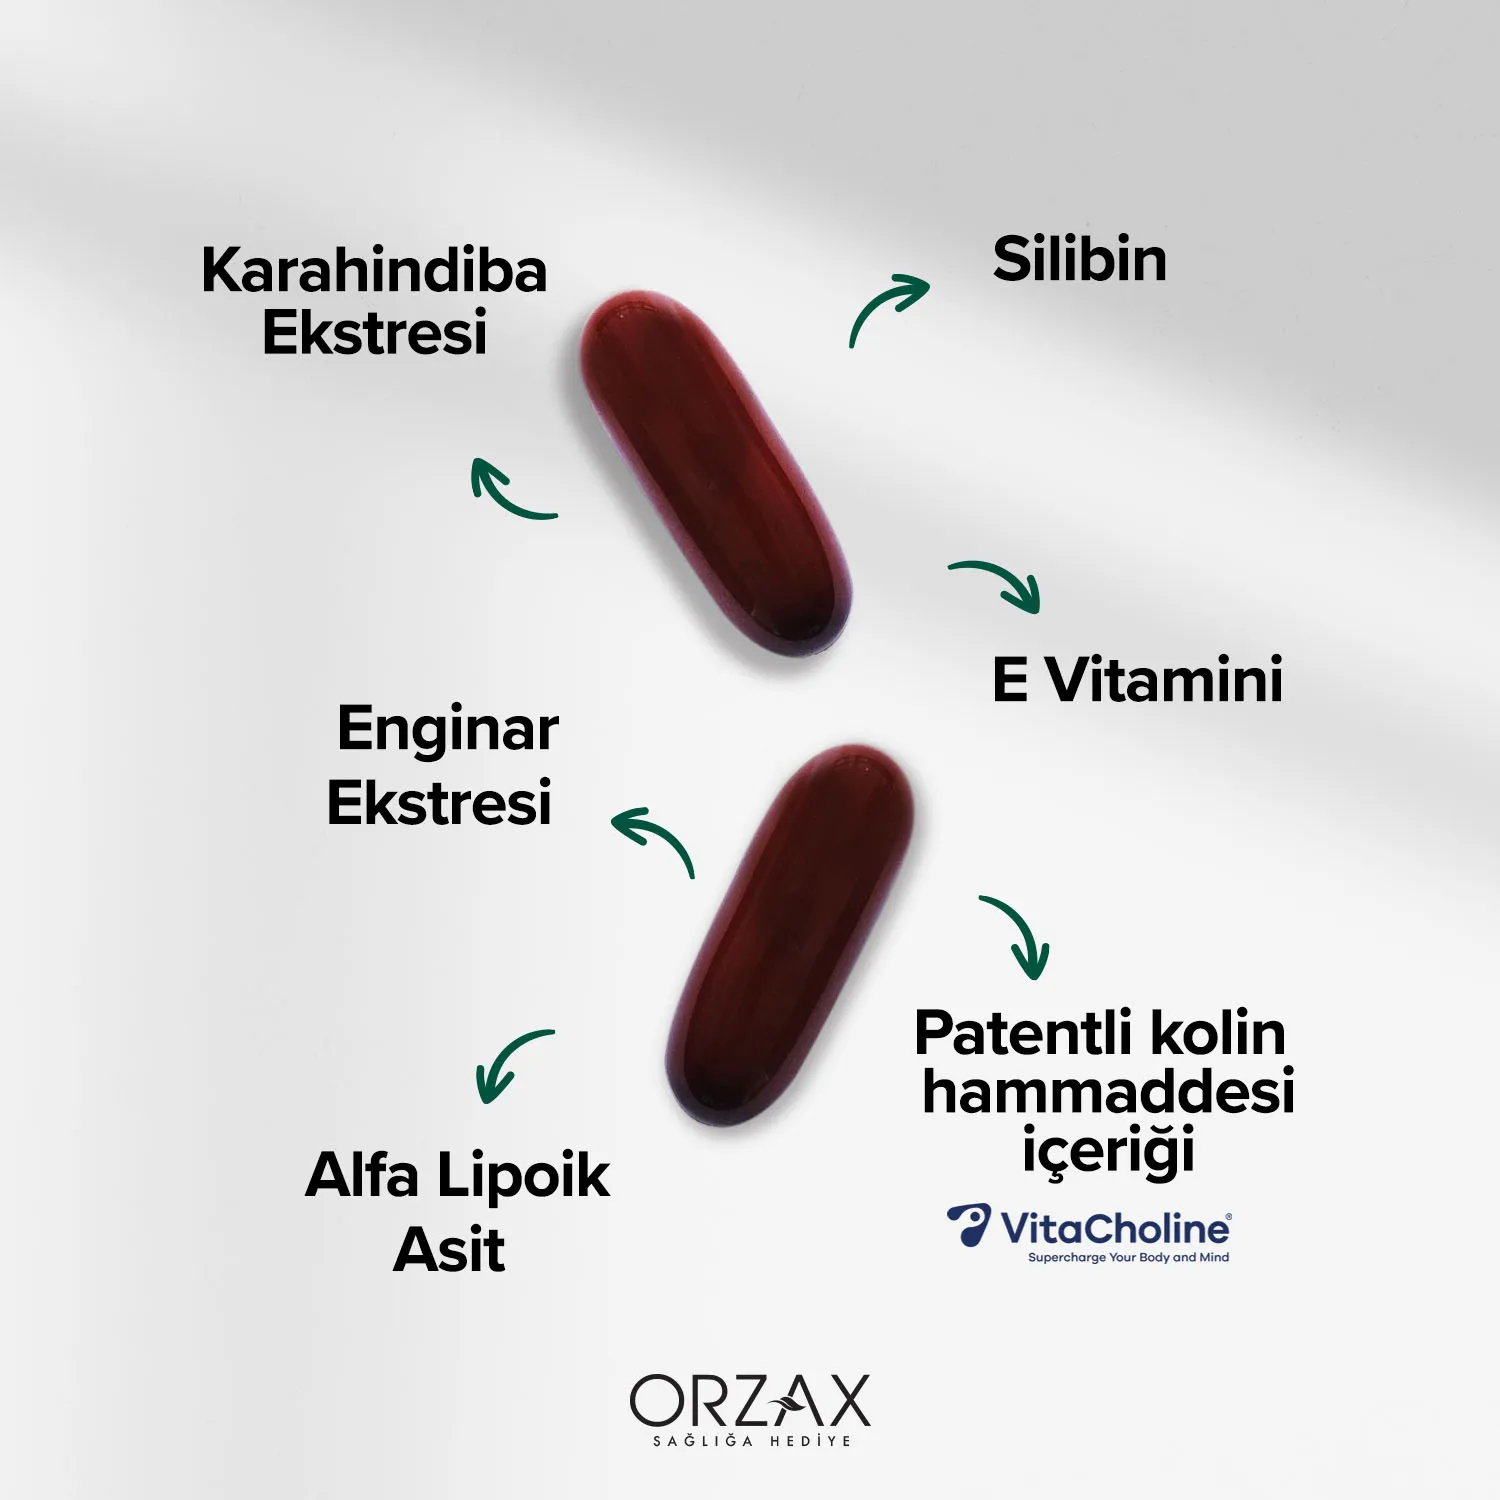 Karahindiba
Ekstresi
Silibin
E Vitamini
Enginar
Ekstresi
Patentli kolin
hammaddesi
içeriği
VitaCholine®
Supercharge Your Body and Mind
Alfa Lipoik
Asit
ORZAX
SAĞLIĞA HEDİYE